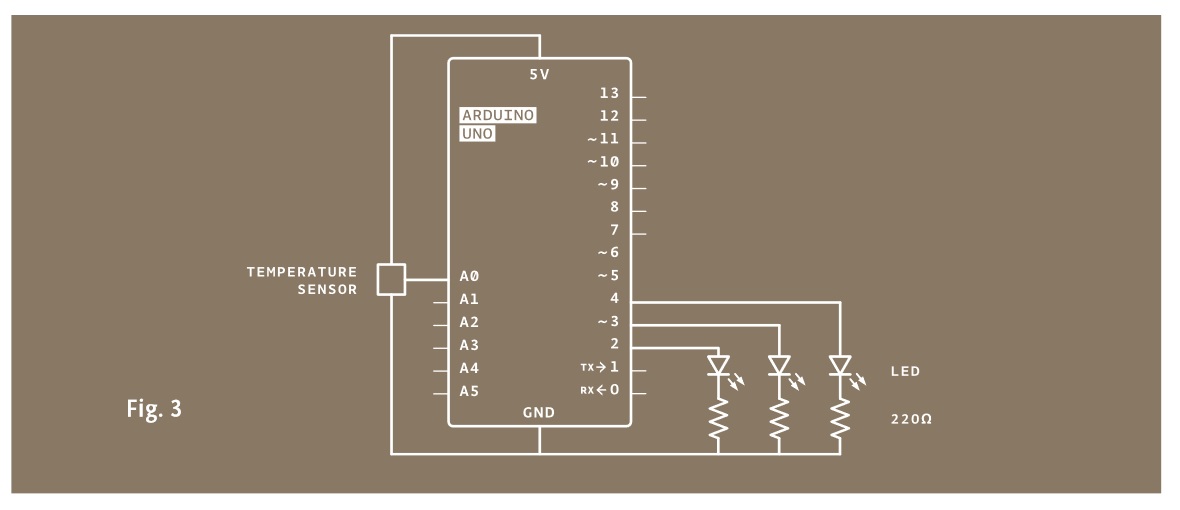 5V
ARDUINO
UNO
13
12
~11
~10
~9
8
7
~6
~5
4
~3
2
TX→1
RX←0
TEMPERATURE
SENSOR
A0
A1
A2
A3
A4
A5
GND
LED
220Ω
Fig. 3